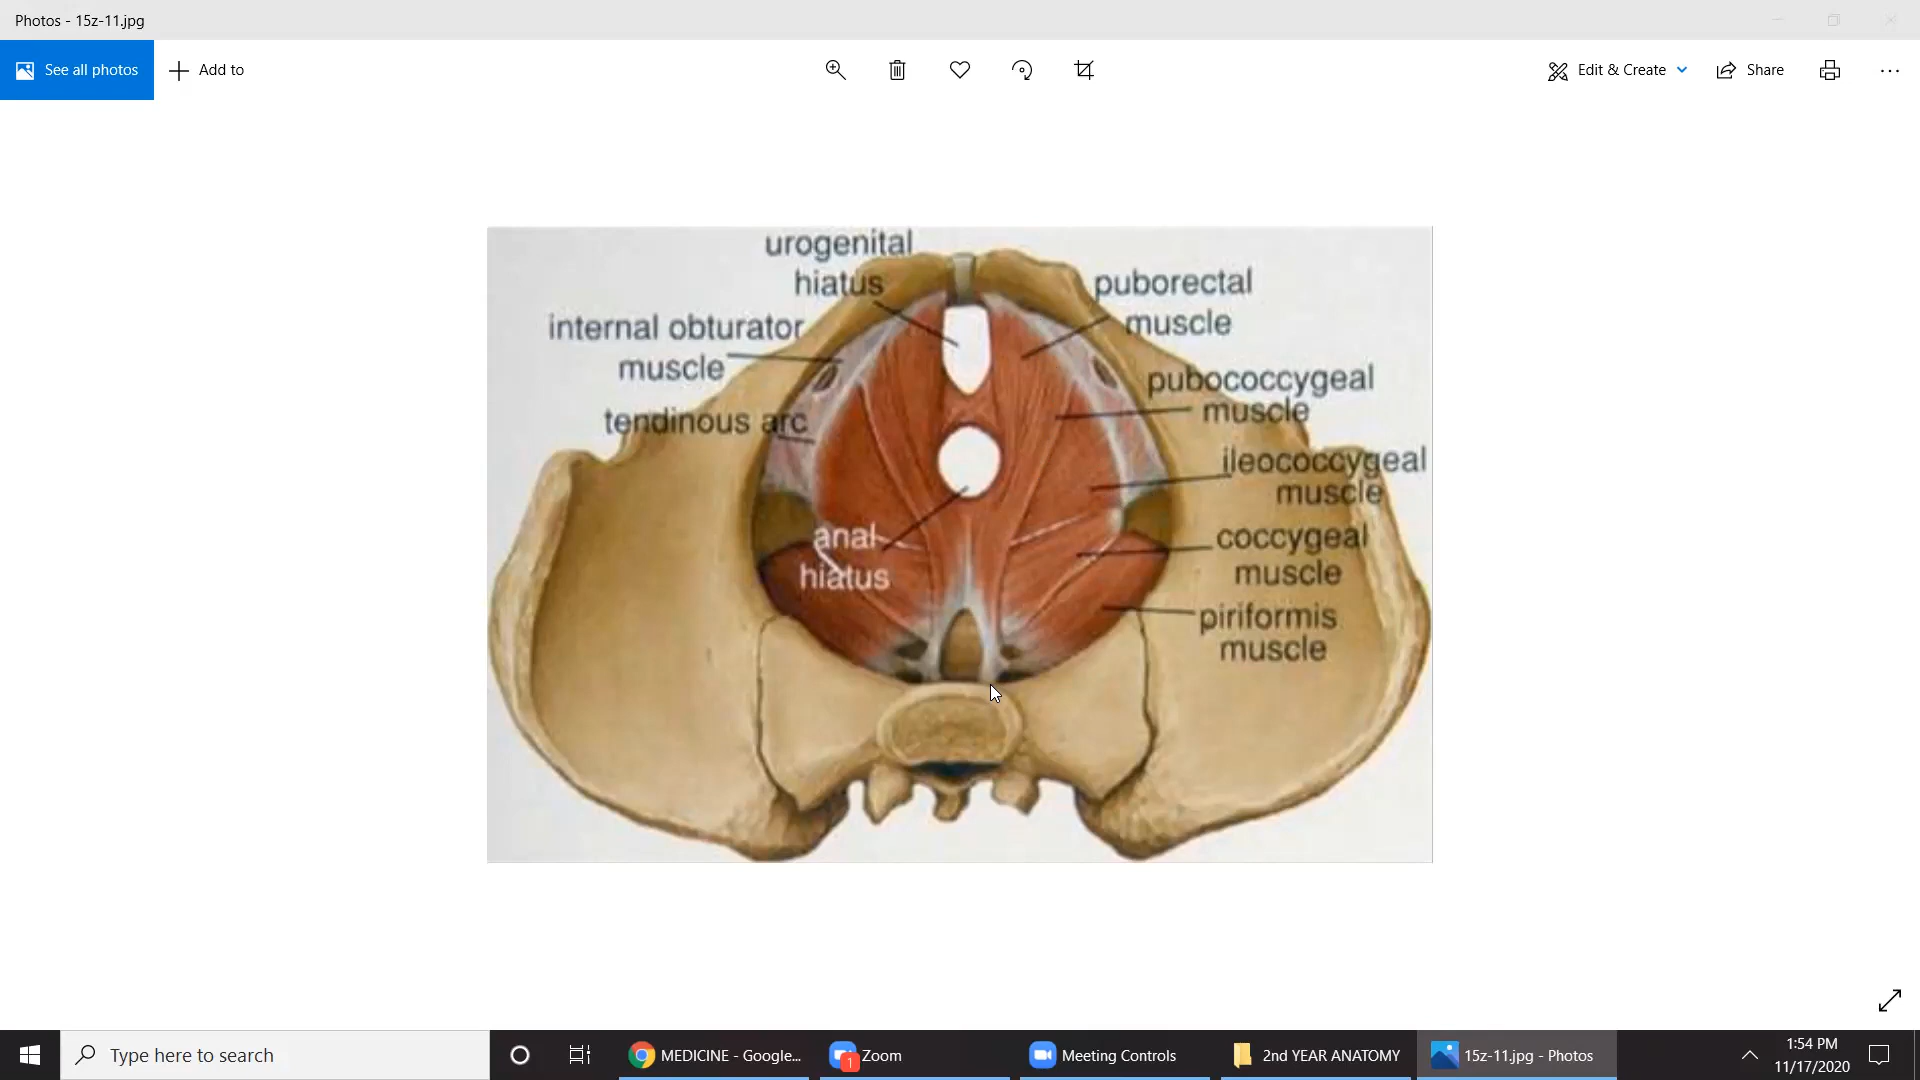 Photos - 15z-11.jpg
See all photos
Add to
Edit & Create
Share
urogenital
hiatus
puborectal
muscle
internal obturator
muscle
pubococcygeal
muscle
tendinous arc
ileococcygeal
muscle
anal
hiatus
coccygeal
muscle
piriformis
muscle
Type here to search
MEDICINE - Google...
1
Zoom
Meeting Controls
2nd YEAR ANATOMY
15z-11.jpg - Photos
1:54 PM
11/17/2020